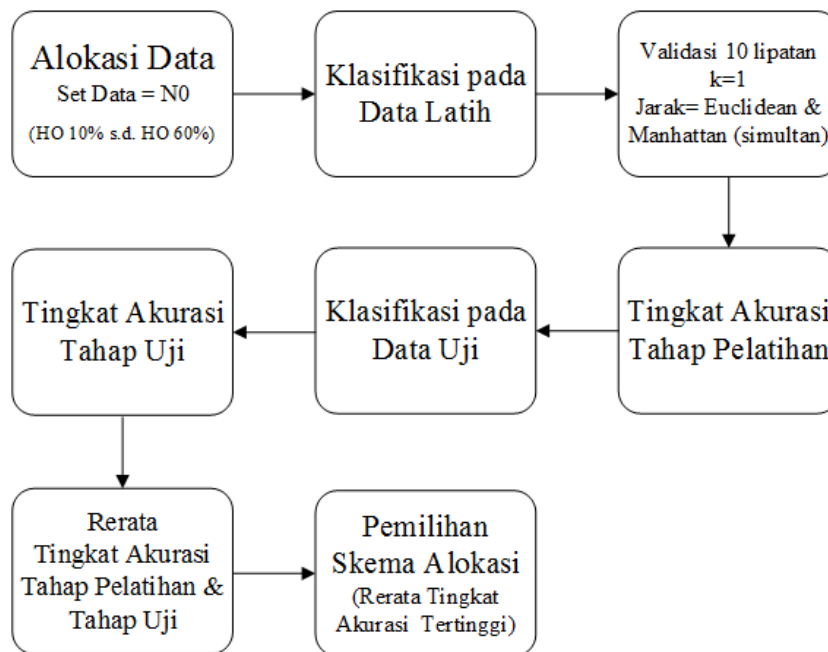 Alokasi Data
Set Data = N0
(HO 10% s.d. HO 60%)
Klasifikasi pada
Data Latih
Validasi 10 lipatan
k=1
Jarak= Euclidean &
Manhattan (simultan)
Tingkat Akurasi
Tahap Pelatihan
Klasifikasi pada
Data Uji
Tingkat Akurasi
Tahap Uji
Rerata
Tingkat Akurasi
Tahap Pelatihan &
Tahap Uji
Pemilihan
Skema Alokasi
(Rerata Tingkat
Akurasi Tertinggi)